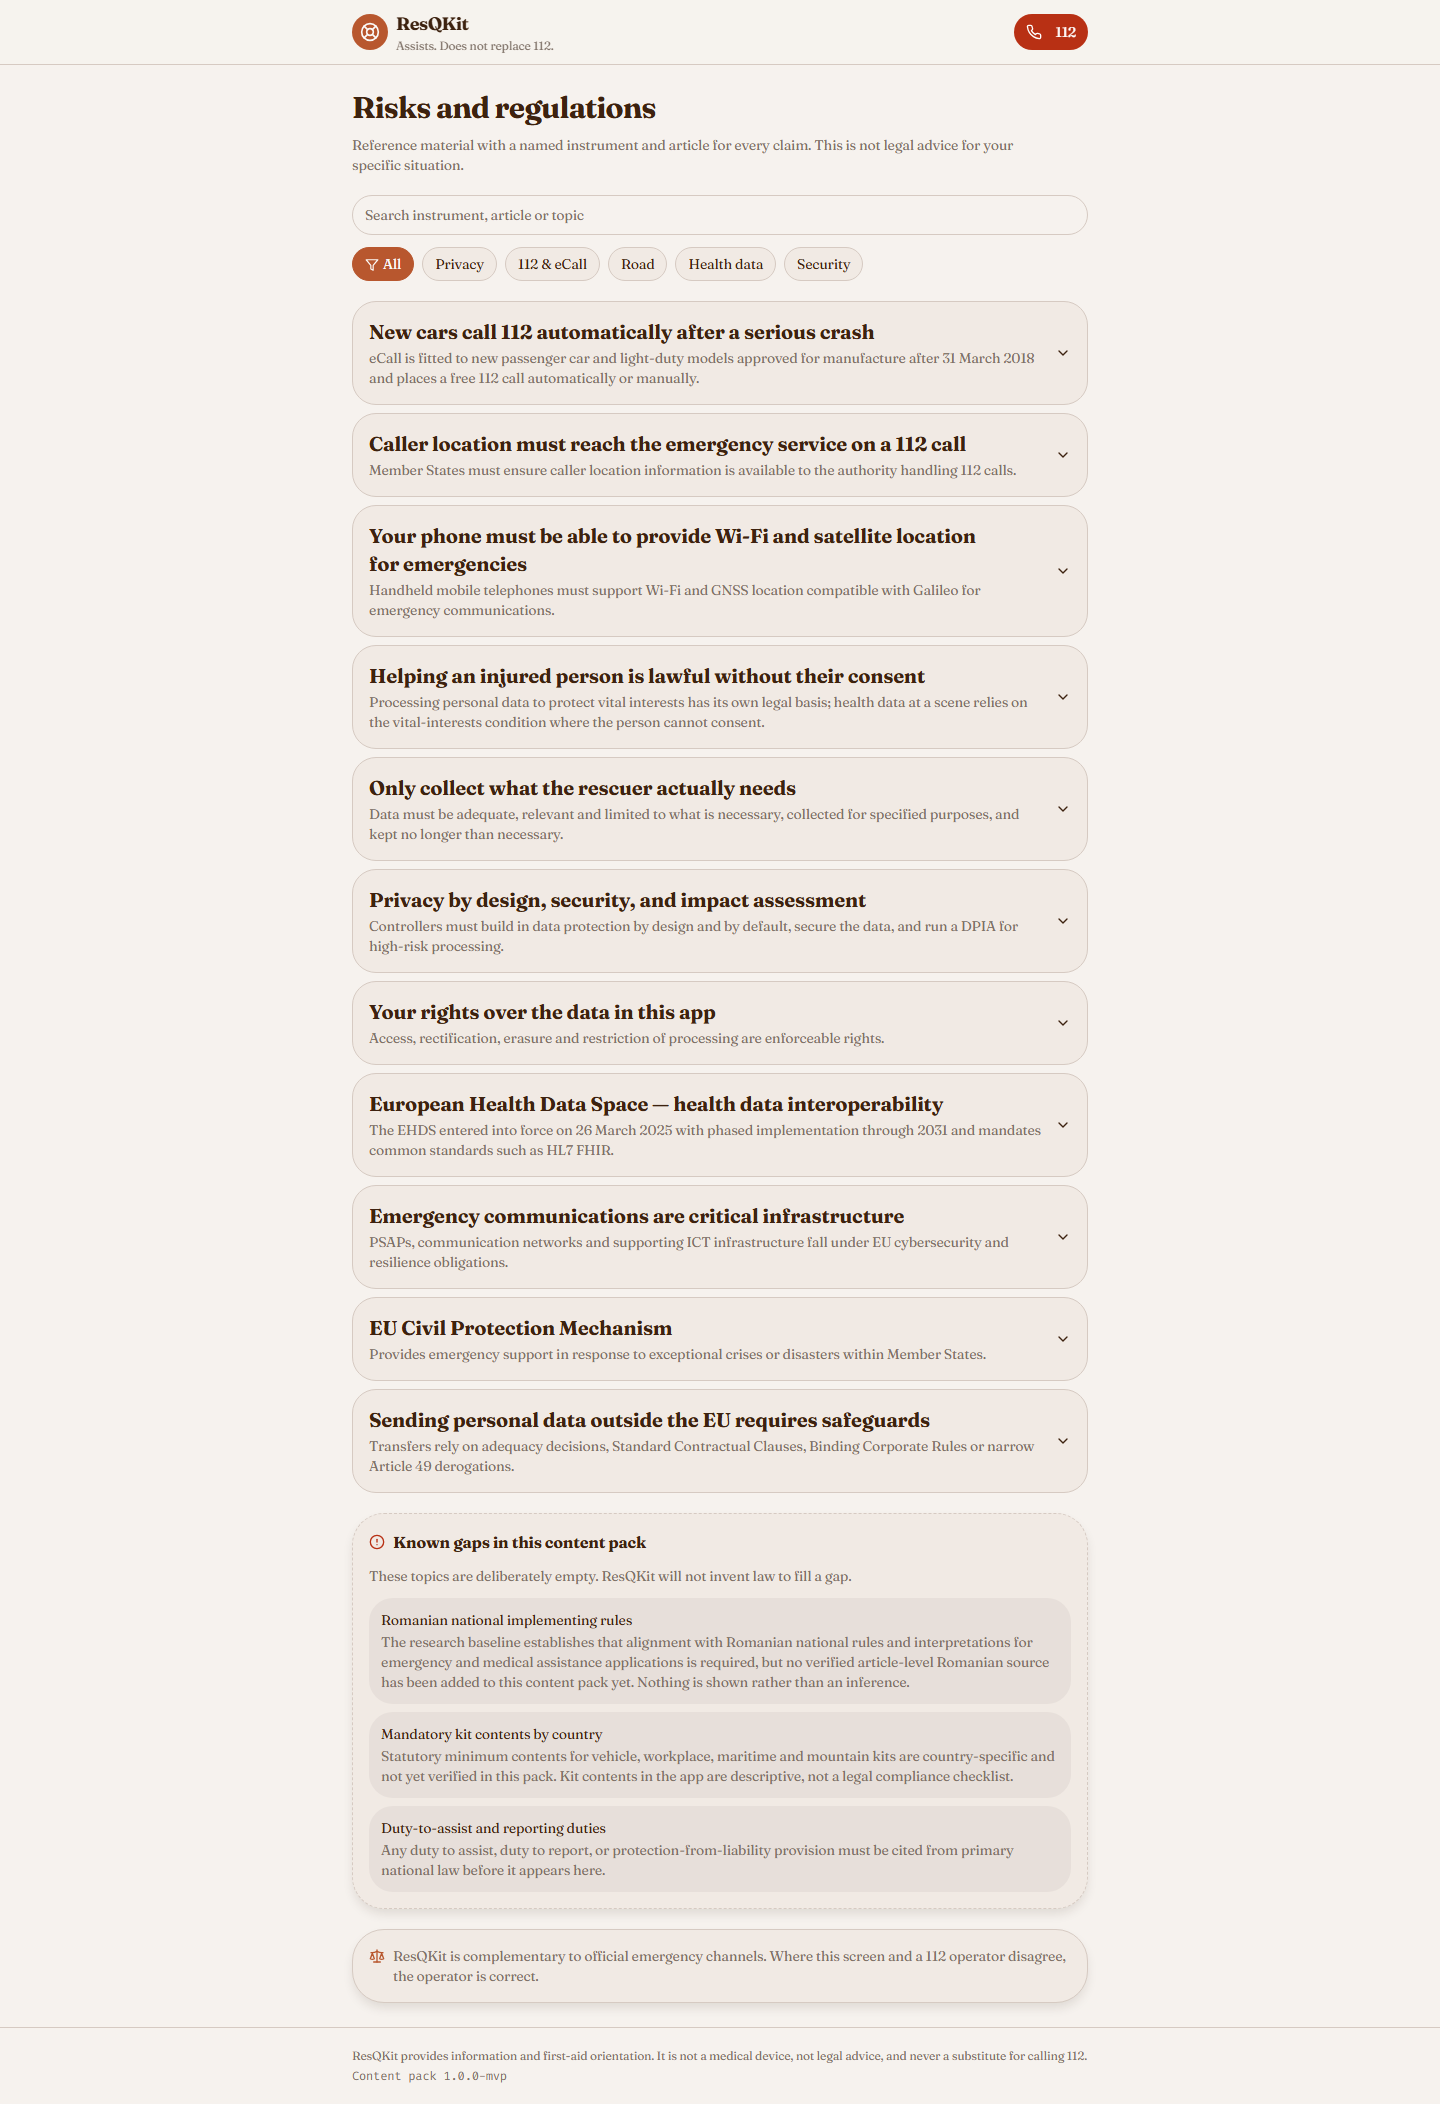 ResQKit
Assists. Does not replace 112.
112
Risks and regulations
Reference material with a named instrument and article for every claim. This is not legal advice for your
specific situation.
Search instrument, article or topic
All
Privacy
112 & eCall
Road
Health data
Security
New cars call 112 automatically after a serious crash
eCall is fitted to new passenger car and light-duty models approved for manufacture after 31 March 2018
and places a free 112 call automatically or manually.
Caller location must reach the emergency service on a 112 call
Member States must ensure caller location information is available to the authority handling 112 calls.
Your phone must be able to provide Wi-Fi and satellite location
for emergencies
Handheld mobile telephones must support Wi-Fi and GNSS location compatible with Galileo for
emergency communications.
Helping an injured person is lawful without their consent
Processing personal data to protect vital interests has its own legal basis; health data at a scene relies on
the vital-interests condition where the person cannot consent.
Only collect what the rescuer actually needs
Data must be adequate, relevant and limited to what is necessary, collected for specified purposes, and
kept no longer than necessary.
Privacy by design, security, and impact assessment
Controllers must build in data protection by design and by default, secure the data, and run a DPIA for
high-risk processing.
Your rights over the data in this app
Access, rectification, erasure and restriction of processing are enforceable rights.
European Health Data Space — health data interoperability
The EHDS entered into force on 26 March 2025 with phased implementation through 2031 and mandates
common standards such as HL7 FHIR.
Emergency communications are critical infrastructure
PSAPs, communication networks and supporting ICT infrastructure fall under EU cybersecurity and
resilience obligations.
EU Civil Protection Mechanism
Provides emergency support in response to exceptional crises or disasters within Member States.
Sending personal data outside the EU requires safeguards
Transfers rely on adequacy decisions, Standard Contractual Clauses, Binding Corporate Rules or narrow
Article 49 derogations.
Known gaps in this content pack
These topics are deliberately empty. ResQKit will not invent law to fill a gap.
Romanian national implementing rules
The research baseline establishes that alignment with Romanian national rules and interpretations for
emergency and medical assistance applications is required, but no verified article-level Romanian source
has been added to this content pack yet. Nothing is shown rather than an inference.
Mandatory kit contents by country
Statutory minimum contents for vehicle, workplace, maritime and mountain kits are country-specific and
not yet verified in this pack. Kit contents in the app are descriptive, not a legal compliance checklist.
Duty-to-assist and reporting duties
Any duty to assist, duty to report, or protection-from-liability provision must be cited from primary
national law before it appears here.
ResQKit is complementary to official emergency channels. Where this screen and a 112 operator disagree,
the operator is correct.
ResQKit provides information and first-aid orientation. It is not a medical device, not legal advice, and never a substitute for calling 112.
Content pack 1.0.0-mvp